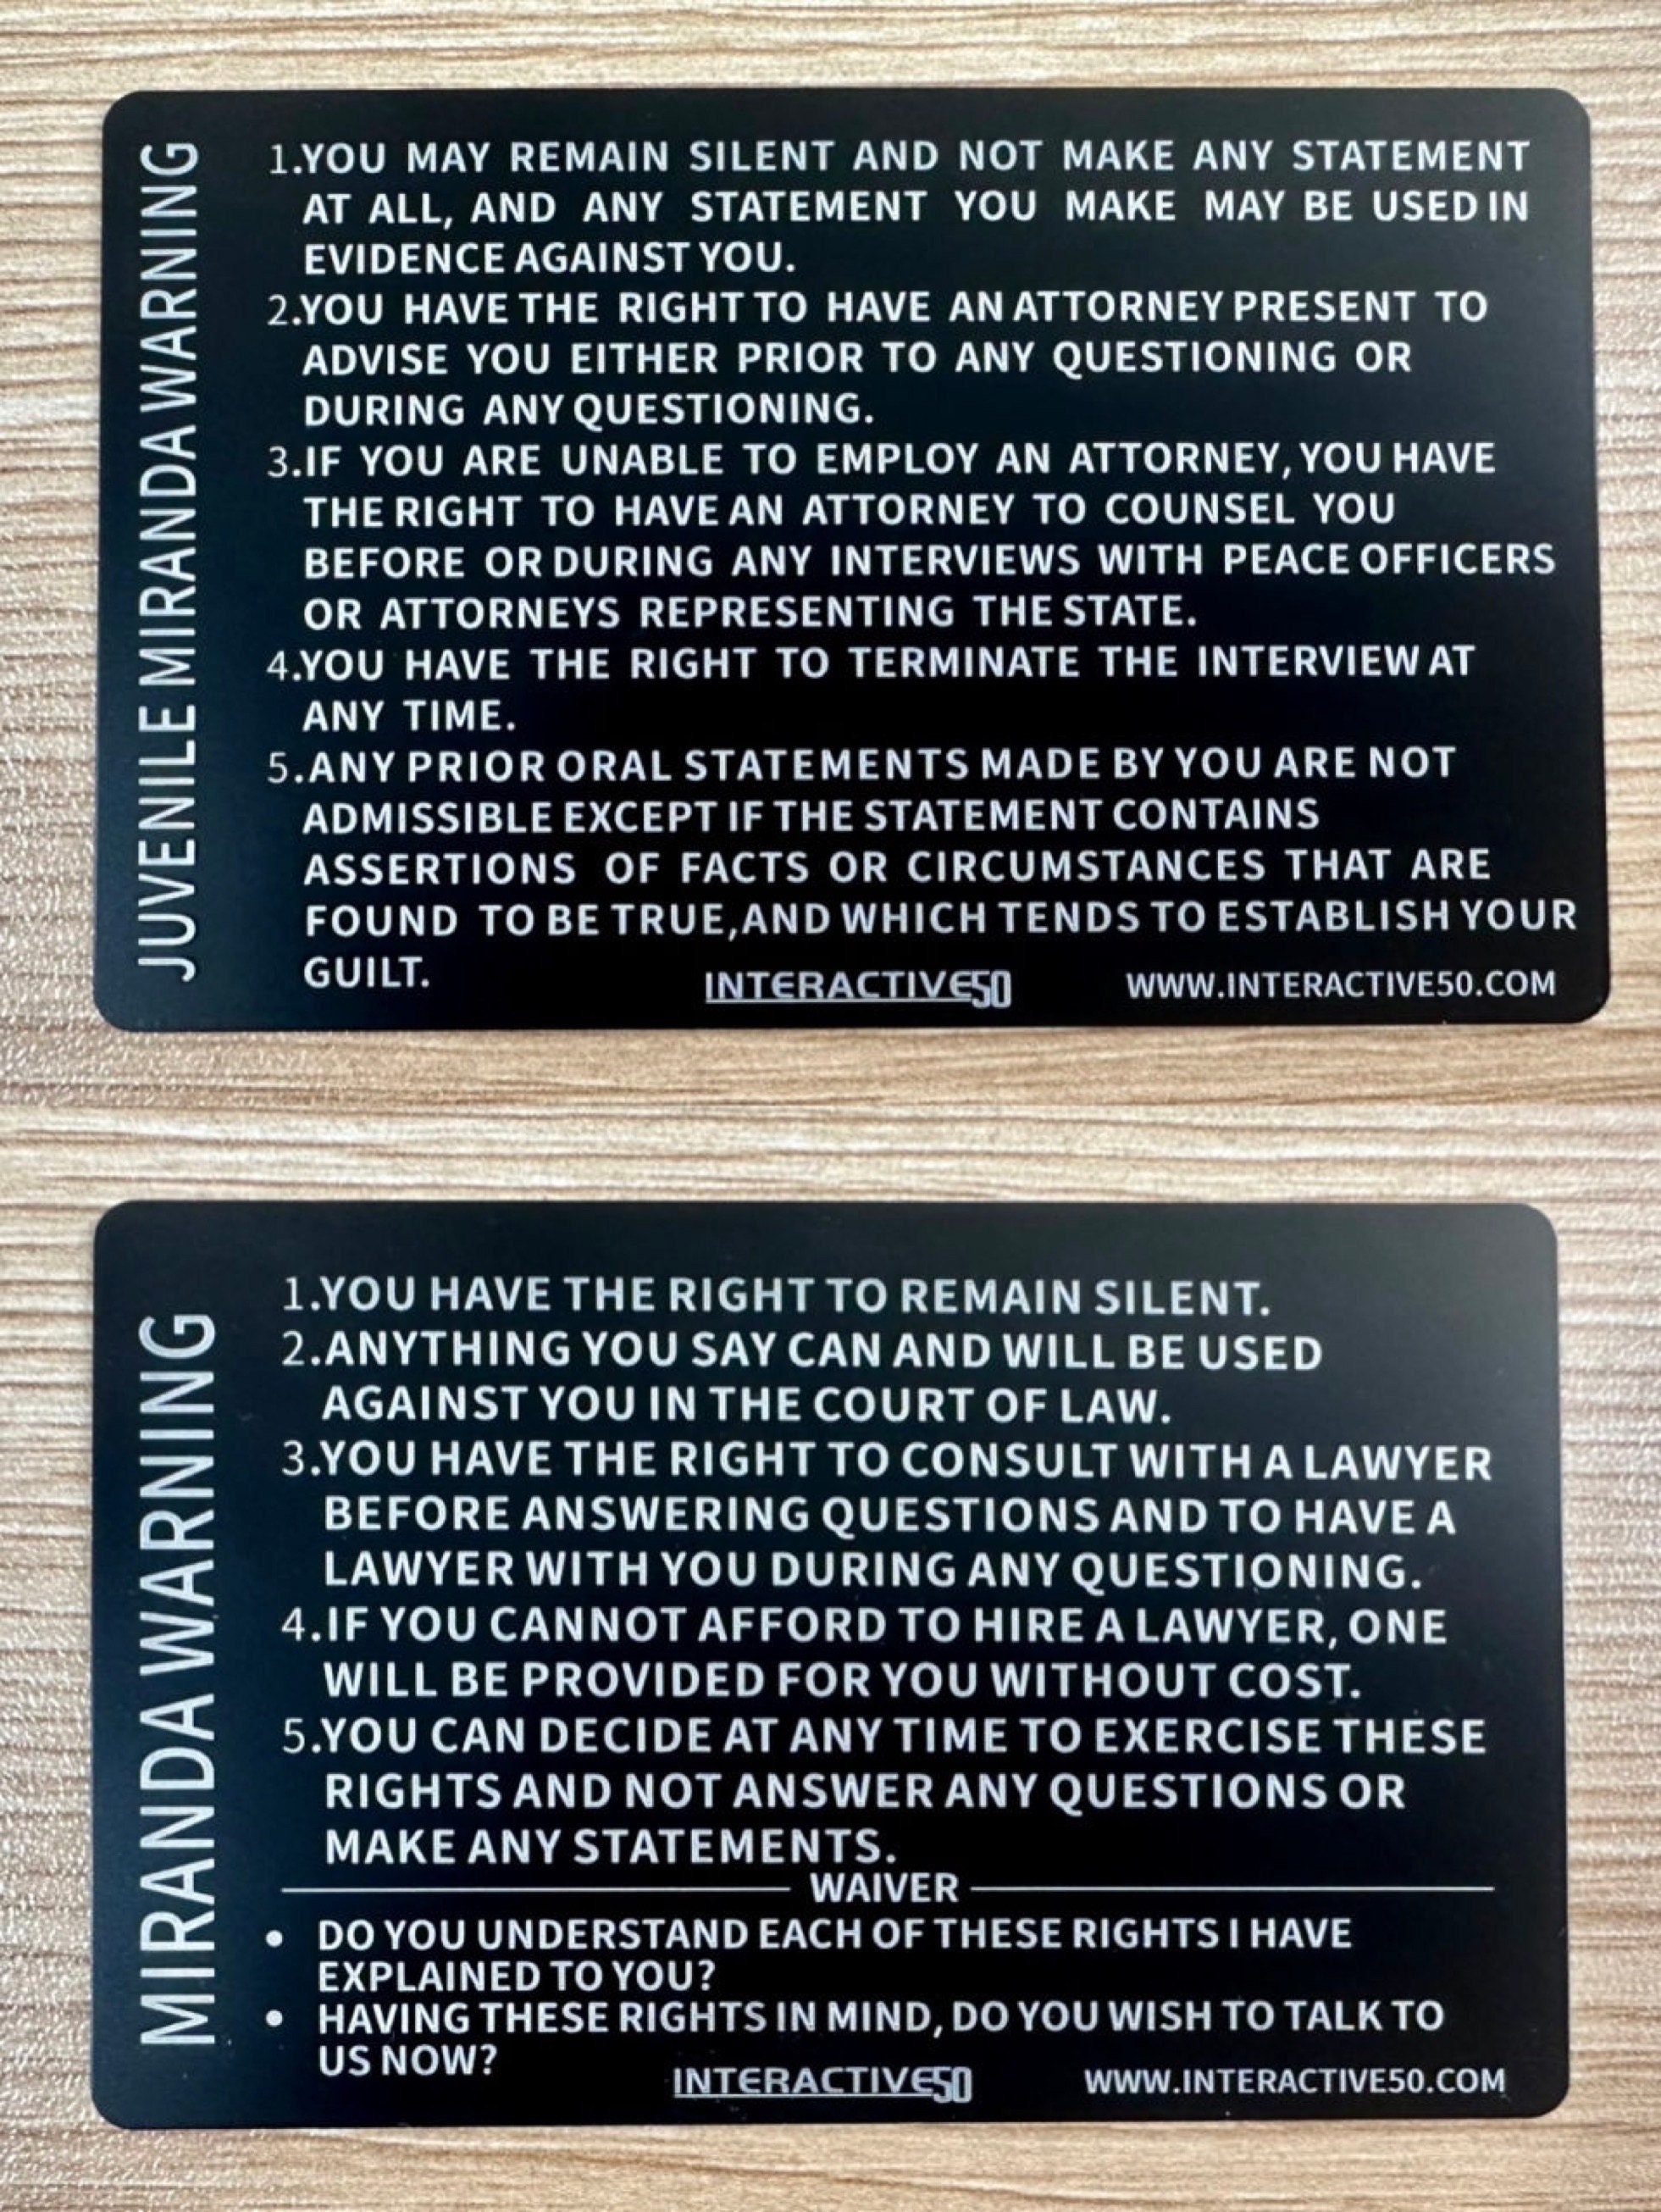 JUVENILE MIRANDA WARNING
1.YOU MAY REMAIN SILENT AND NOT MAKE ANY STATEMENT
AT ALL, AND ANY STATEMENT YOU MAKE MAY BE USED IN
EVIDENCE AGAINST YOU.
2.YOU HAVE THE RIGHT TO HAVE AN ATTORNEY PRESENT TO
ADVISE YOU EITHER PRIOR TO ANY QUESTIONING OR
DURING ANY QUESTIONING.
3.IF YOU ARE UNABLE TO EMPLOY AN ATTORNEY, YOU HAVE
THE RIGHT TO HAVE AN ATTORNEY TO COUNSEL YOU
BEFORE OR DURING ANY INTERVIEWS WITH PEACE OFFICERS
OR ATTORNEYS REPRESENTING THE STATE.
4.YOU HAVE THE RIGHT TO TERMINATE THE INTERVIEW AT
ANY TIME.
5.ANY PRIOR ORAL STATEMENTS MADE BY YOU ARE NOT
ADMISSIBLE EXCEPT IF THE STATEMENT CONTAINS
ASSERTIONS OF FACTS OR CIRCUMSTANCES THAT ARE
FOUND TO BE TRUE,AND WHICH TENDS TO ESTABLISH YOUR
GUILT.
INTERACTIVE50 WWW.INTERACTIVE50.COM
MIRANDA WARNING
1.YOU HAVE THE RIGHT TO REMAIN SILENT.
2.ANYTHING YOU SAY CAN AND WILL BE USED
AGAINST YOU IN THE COURT OF LAW.
3.YOU HAVE THE RIGHT TO CONSULT WITH A LAWYER
BEFORE ANSWERING QUESTIONS AND TO HAVE A
LAWYER WITH YOU DURING ANY QUESTIONING.
4.IF YOU CANNOT AFFORD TO HIRE A LAWYER, ONE
WILL BE PROVIDED FOR YOU WITHOUT COST.
5.YOU CAN DECIDE AT ANY TIME TO EXERCISE THESE
RIGHTS AND NOT ANSWER ANY QUESTIONS OR
MAKE ANY STATEMENTS.
WAIVER
• DO YOU UNDERSTAND EACH OF THESE RIGHTS I HAVE
EXPLAINED TO YOU?
• HAVING THESE RIGHTS IN MIND, DO YOU WISH TO TALK TO
US NOW?
INTERACTIVE50 WWW.INTERACTIVE50.COM